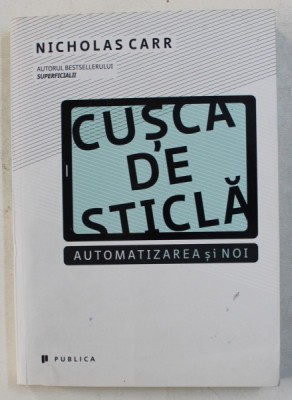 NICHOLAS CARR
AUTORUL BESTSELLERULUI
SUPERFICIALII
CUȘCA
DE
STICLĂ
AUTOMATIZAREA și NOI
PUBLICA